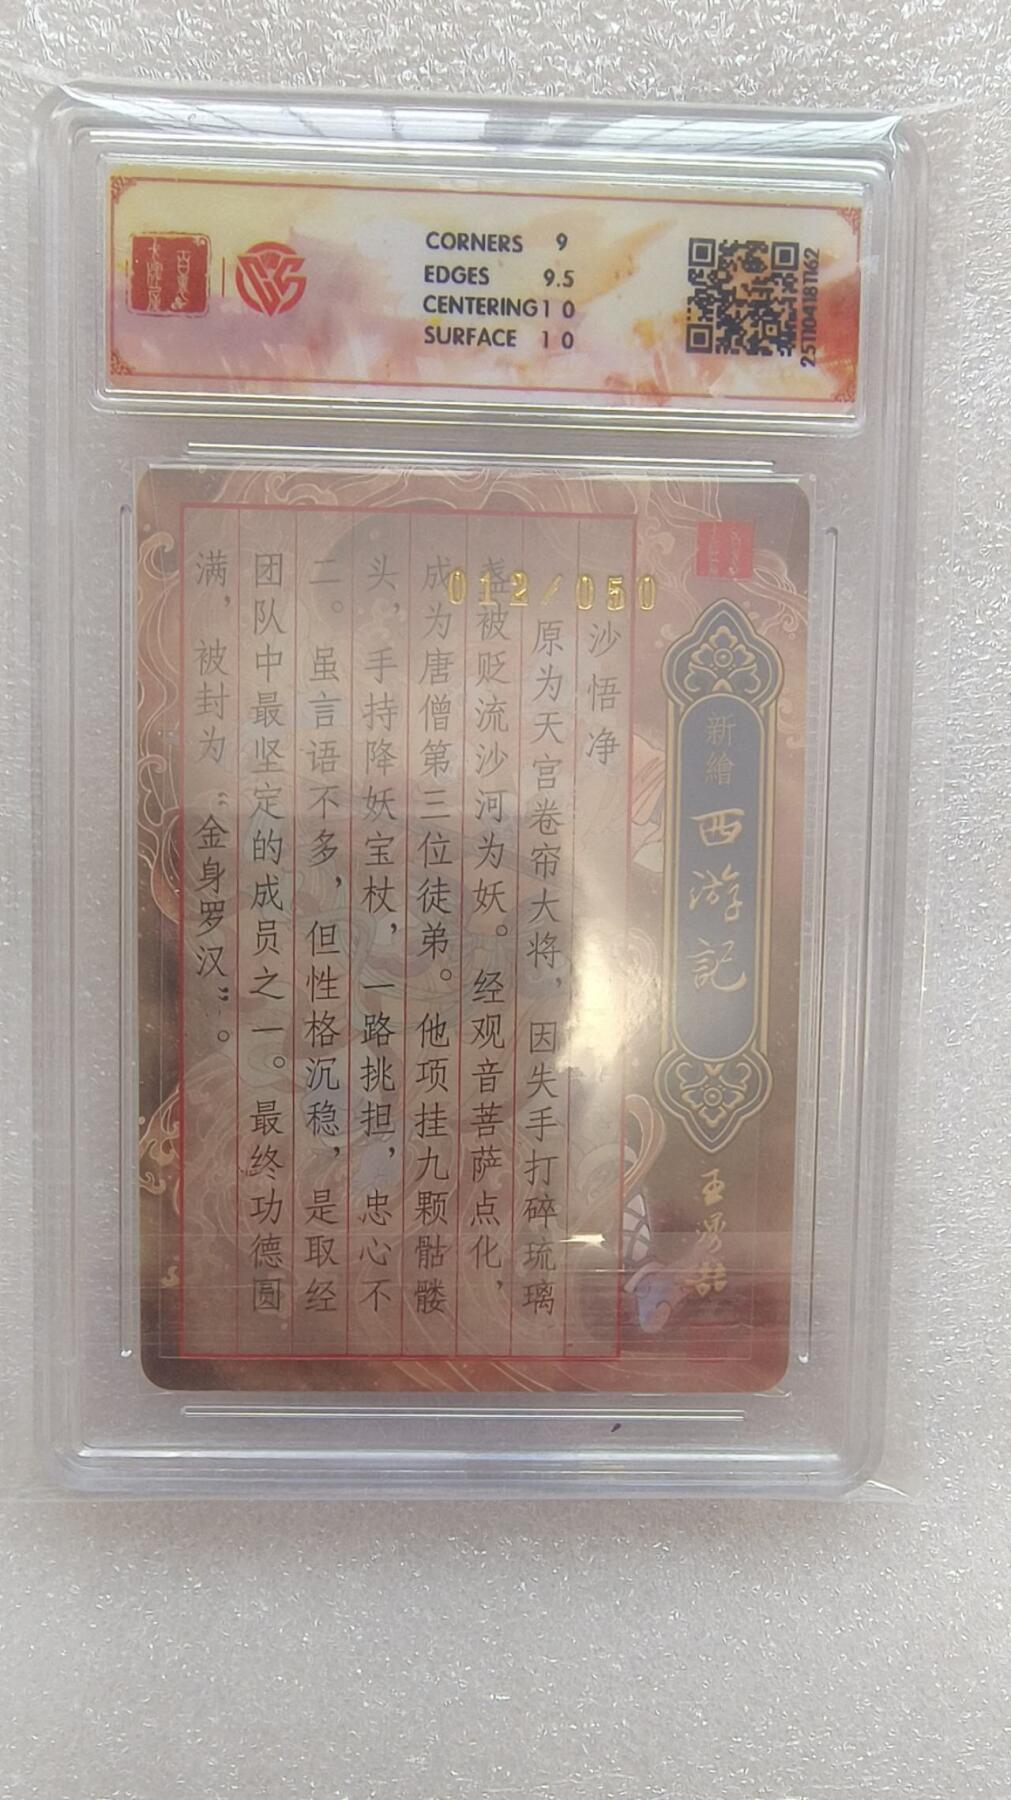 CORNERS 9
EDGES 9.5
CENTERING 10
SURFACE 10
251104181162
012/050
沙悟净
原为天宫卷帘大将，因失手打碎琉璃
盏被贬流沙河为妖。经观音菩萨点化，
成为唐僧第三位徒弟。他项挂九颗骷髅
头，手持降妖宝杖，一路挑担，忠心不
二。虽言语不多，但性格沉稳，是取经
团队中最坚定的成员之一。最终功德圆
满，被封为“金身罗汉”。
新繪
西游記